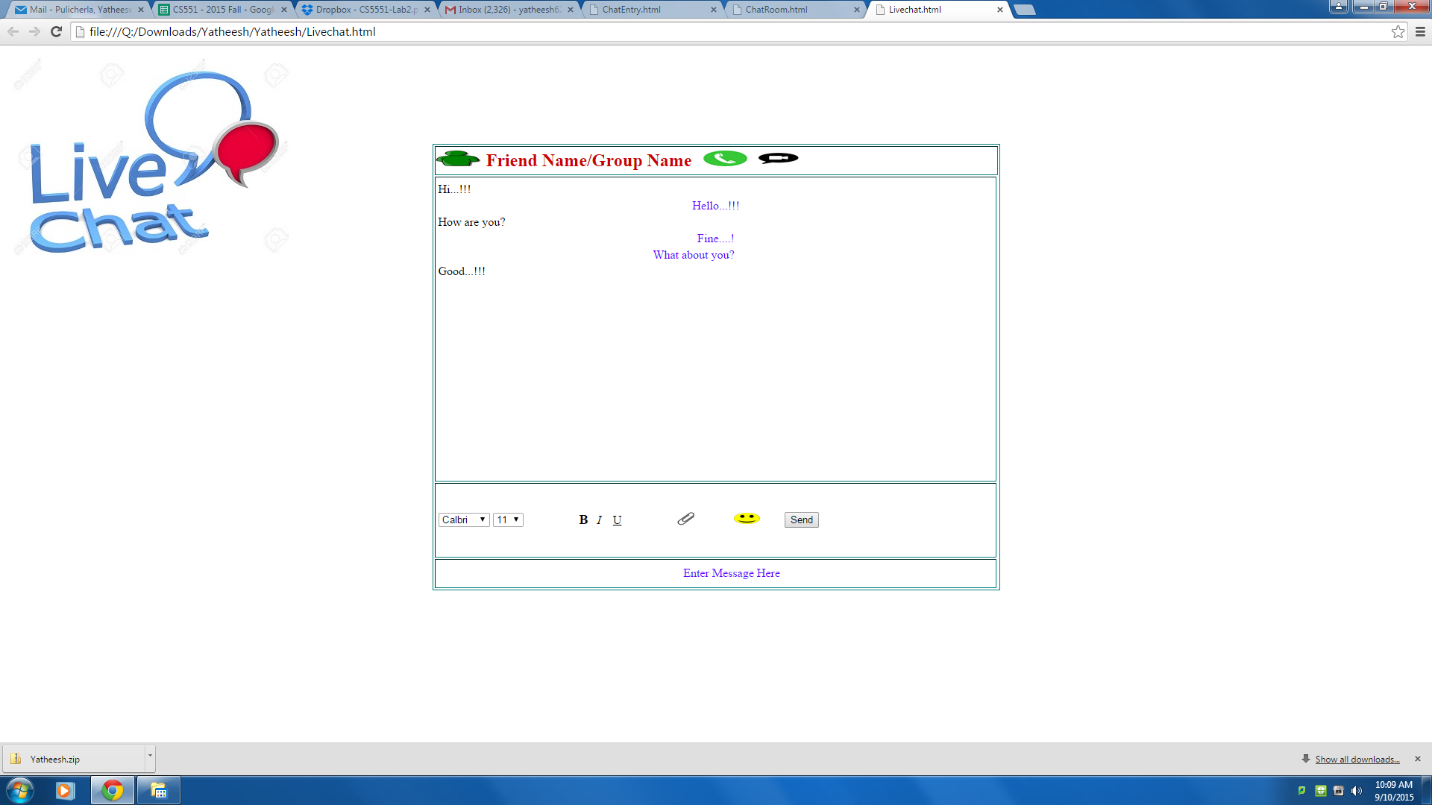 Mail - Pulicherla, Yatheesh
CS551 - 2015 Fall - Googl
Dropbox - CS5551-Lab2.p
Inbox (2,326) - yatheesh6
ChatEntry.html
ChatRoom.html
Livechat.html
file:///Q:/Downloads/Yatheesh/Yatheesh/Livechat.html
Live
Chat
Friend Name/Group Name
Hi...!!!
Hello...!!!
How are you?
Fine....!
What about you?
Good...!!!
Calbri 11 B I U Send
Enter Message Here
Yatheesh.zip
Show all downloads...
10:09 AM
9/10/2015